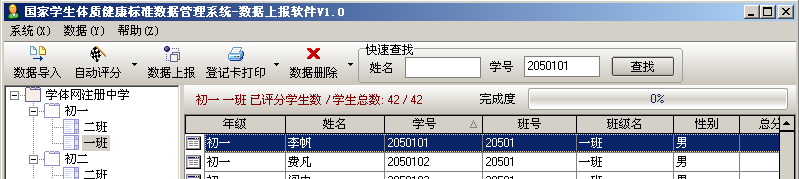 国家学生体质健康标准数据管理系统-数据上报软件V1.0
系统(X) 数据(Y) 帮助(Z)
数据导入 自动评分 数据上报 登记卡打印 数据删除
快速查找
姓名 学号 2050101 查找
学体网注册中学
初一
二班
一班
初二
二班
初一 一班 已评分学生数 / 学生总数: 42 / 42 完成度 0%
年级 姓名 学号 班号 班级名 性别 总分
初一 李帆 2050101 20501 一班 男
初一 费凡 2050102 20501 一班 男